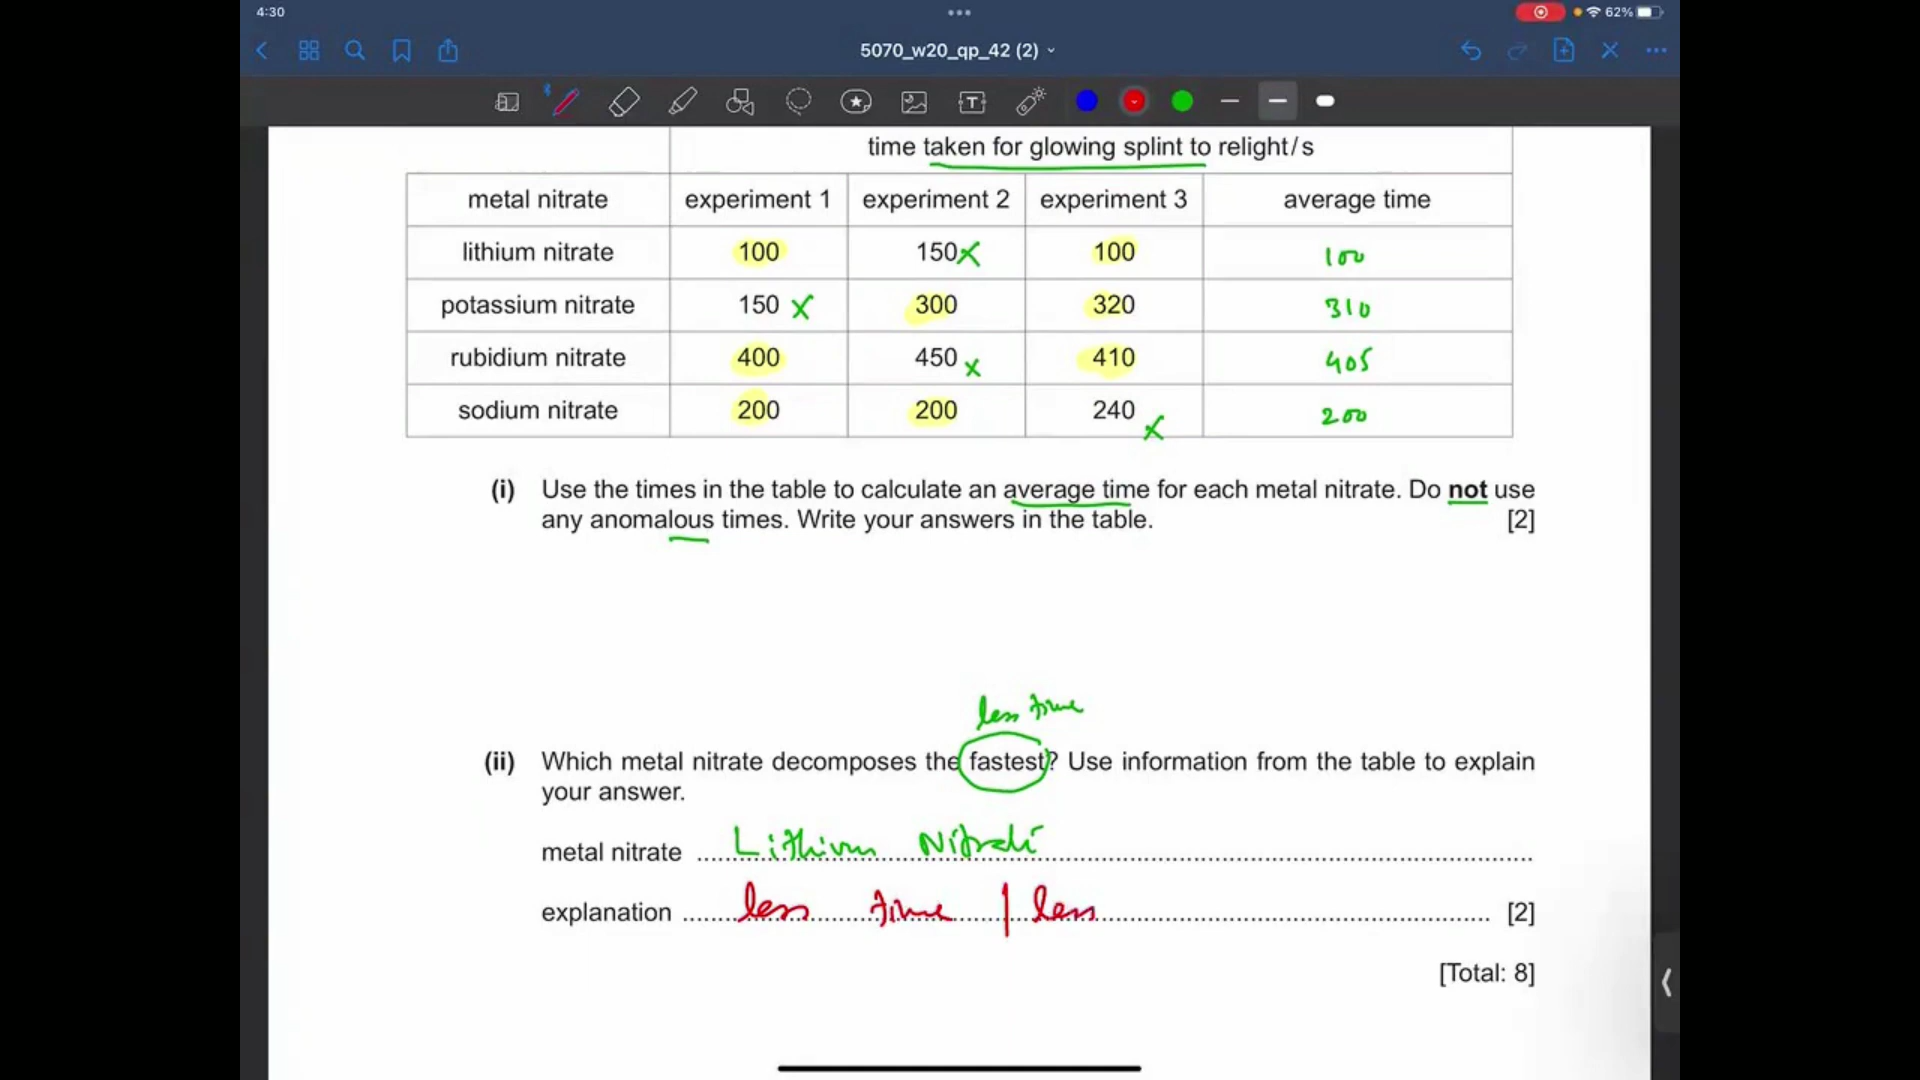 4:30
62%
5070_w20_qp_42 (2)
time taken for glowing splint to relight/s
metal nitrate experiment 1 experiment 2 experiment 3 average time
lithium nitrate 100 150 x 100 100
potassium nitrate 150 x 300 320 310
rubidium nitrate 400 450 x 410 405
sodium nitrate 200 200 240 x 200
(i) Use the times in the table to calculate an average time for each metal nitrate. Do not use
any anomalous times. Write your answers in the table. [2]
less time
(ii) Which metal nitrate decomposes the fastest? Use information from the table to explain
your answer.
metal nitrate Lithium Nitrate
explanation less time | less [2]
[Total: 8]